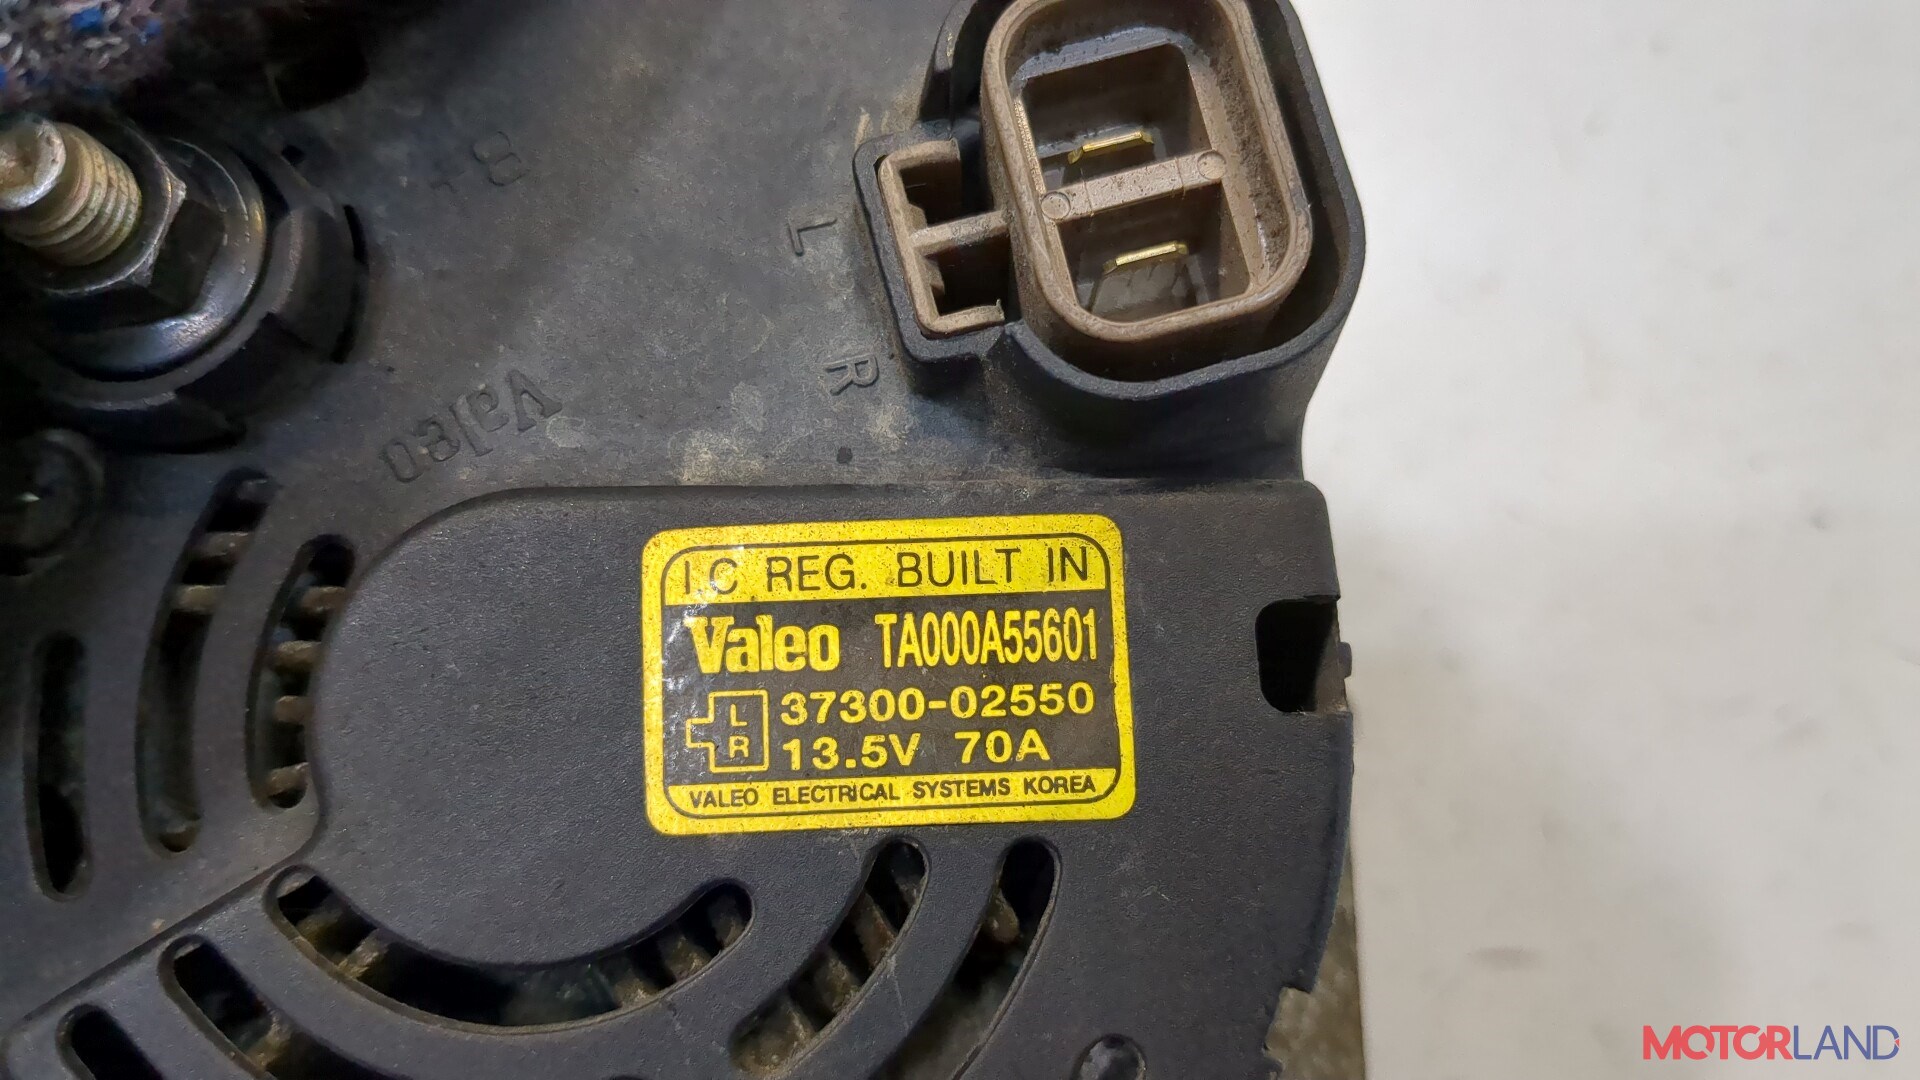 B+
L
R
Valeo
I.C REG. BUILT IN
Valeo TA000A55601
L
R
37300-02550
13.5V 70A
VALEO ELECTRICAL SYSTEMS KOREA
MOTORLAND